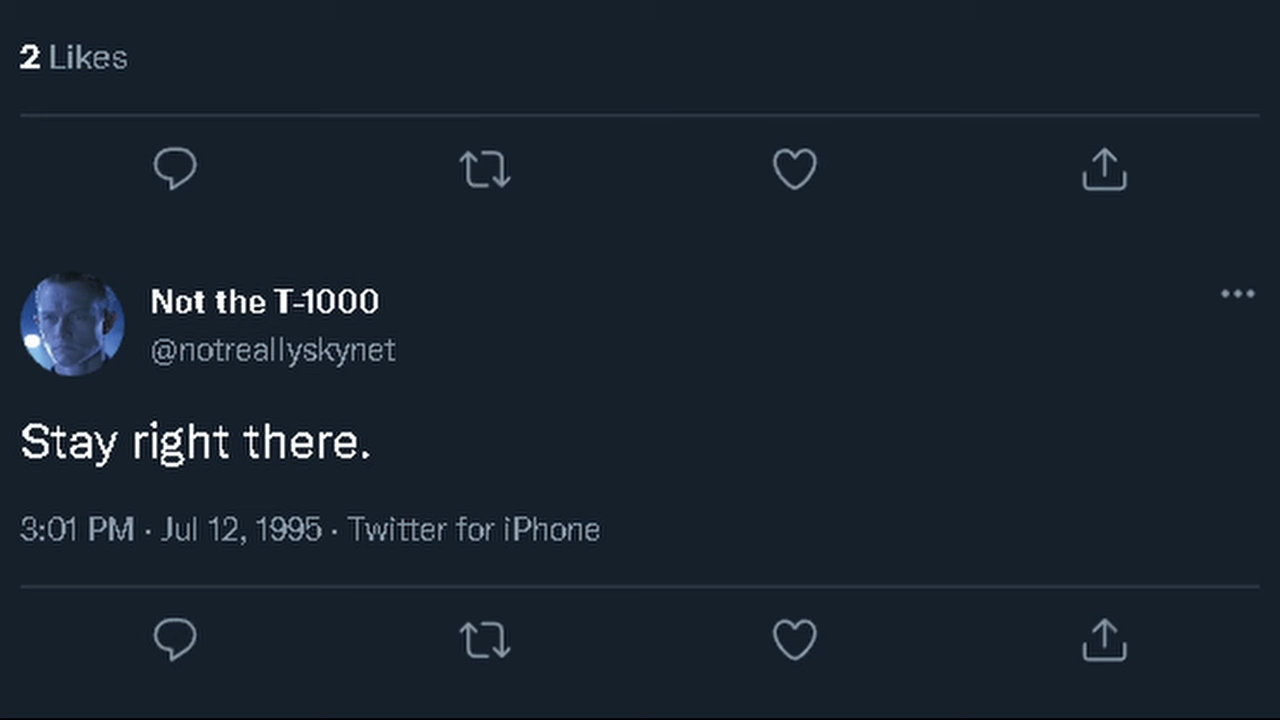 2 Likes
Not the T-1000
@notreallyskynet
Stay right there.
3:01 PM · Jul 12, 1995 · Twitter for iPhone